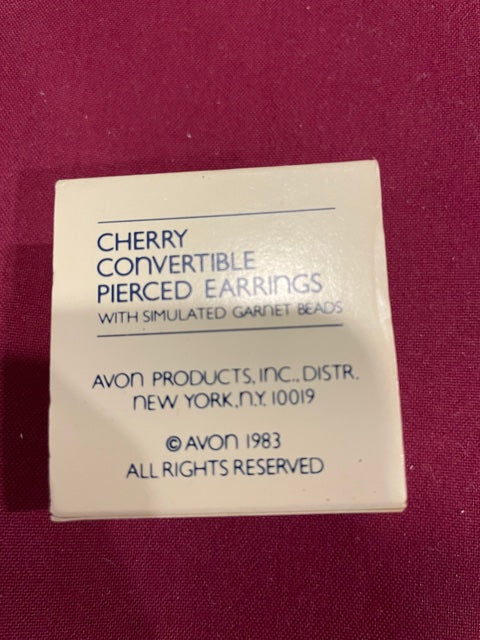 CHERRY
CONVERTIBLE
PIERCED EARRINGS
WITH SIMULATED GARNET BEADS
AVON PRODUCTS, INC., DISTR.
NEW YORK, N.Y. 10019
© AVON 1983
ALL RIGHTS RESERVED